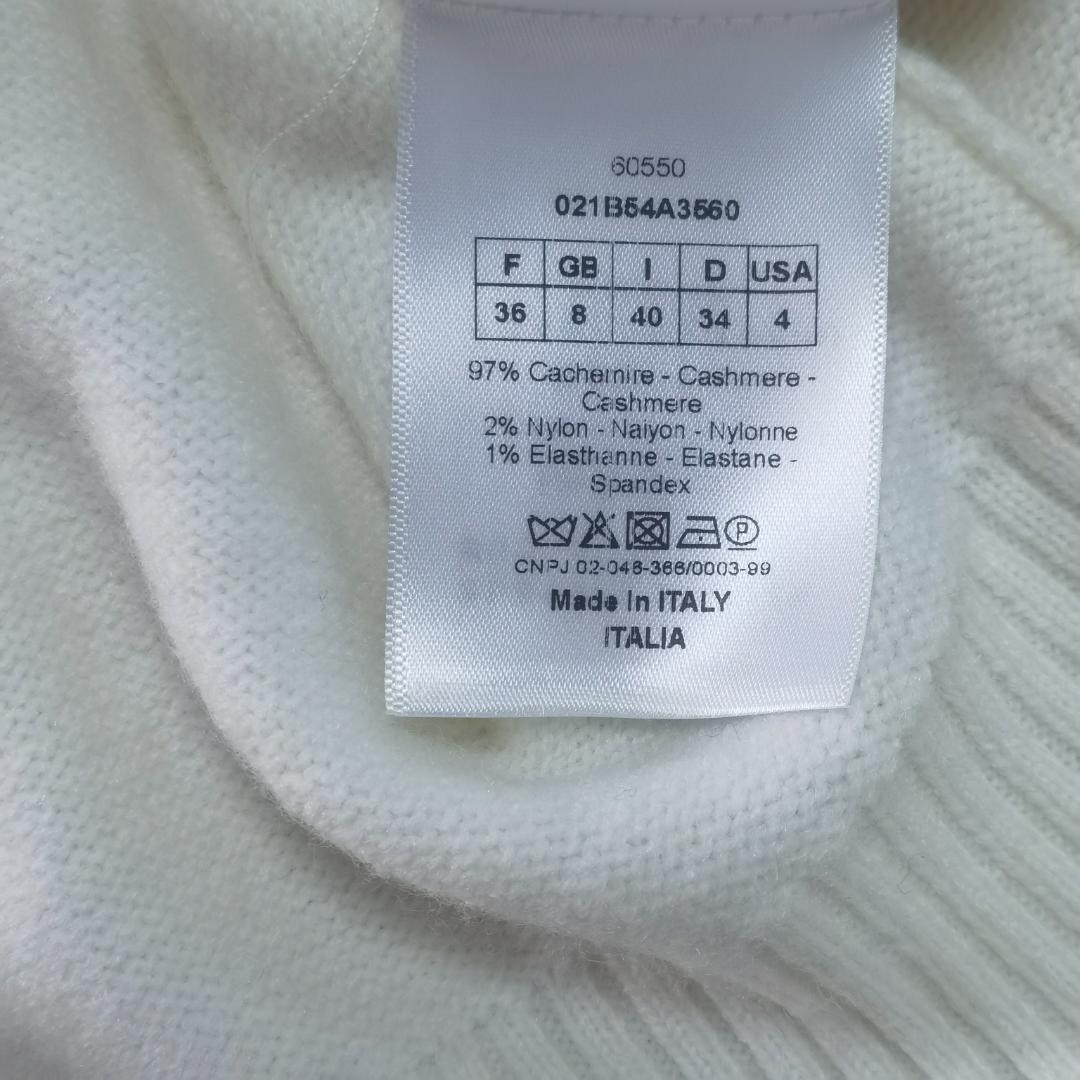 60550
021B54A3560
F GB I D USA
36 8 40 34 4
97% Cachemire - Cashmere -
Cashmere
2% Nylon - Naiyon - Nylonne
1% Elasthanne - Elastane -
Spandex
P
CNPJ 02-046-366/0003-99
Made In ITALY
ITALIA